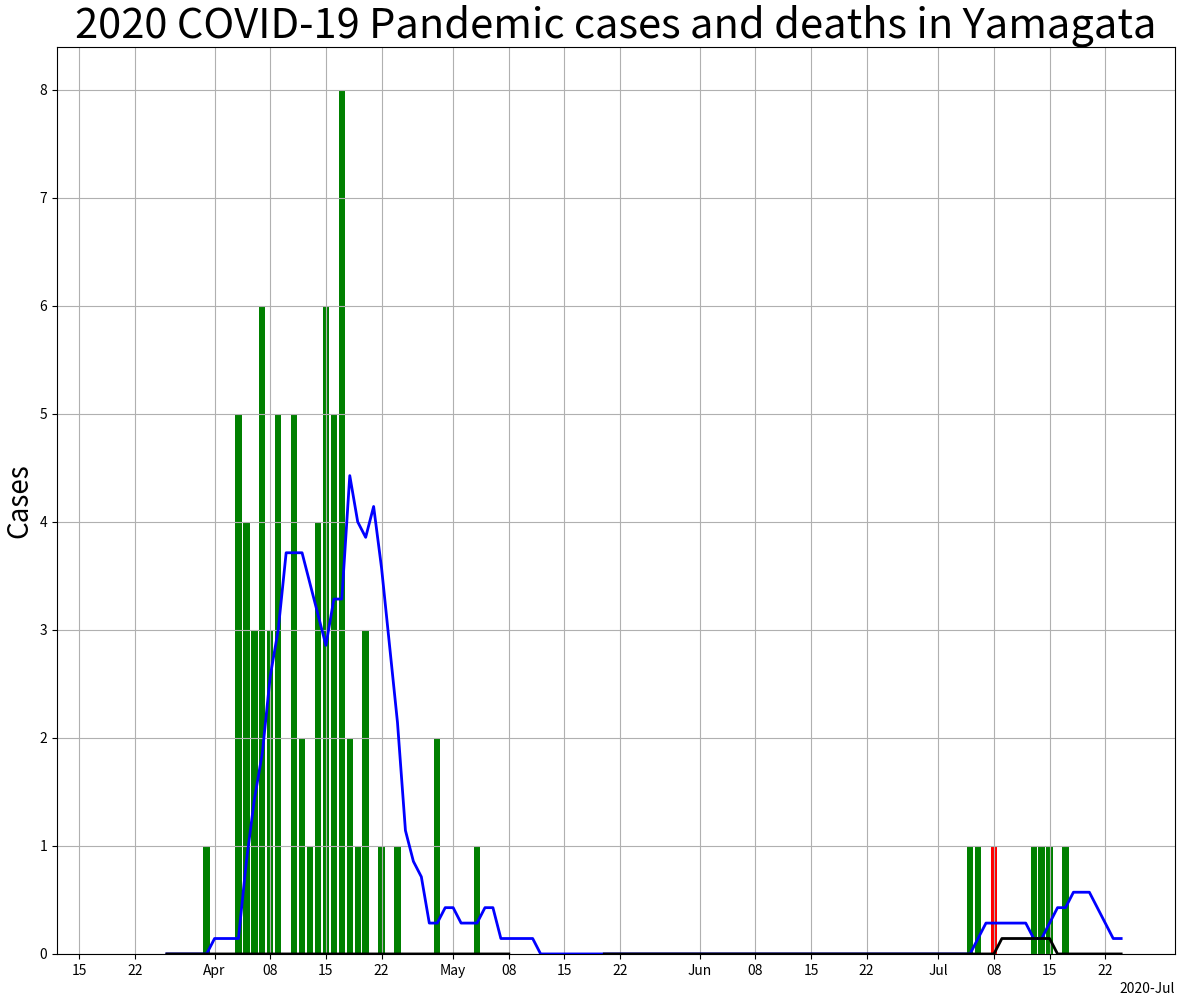 2020 COVID-19 Pandemic cases and deaths in Yamagata
Cases
8
7
6
5
4
3
2
1
0
15 22 Apr 08 15 22 May 08 15 22 Jun 08 15 22 Jul 08 15 22
2020-Jul